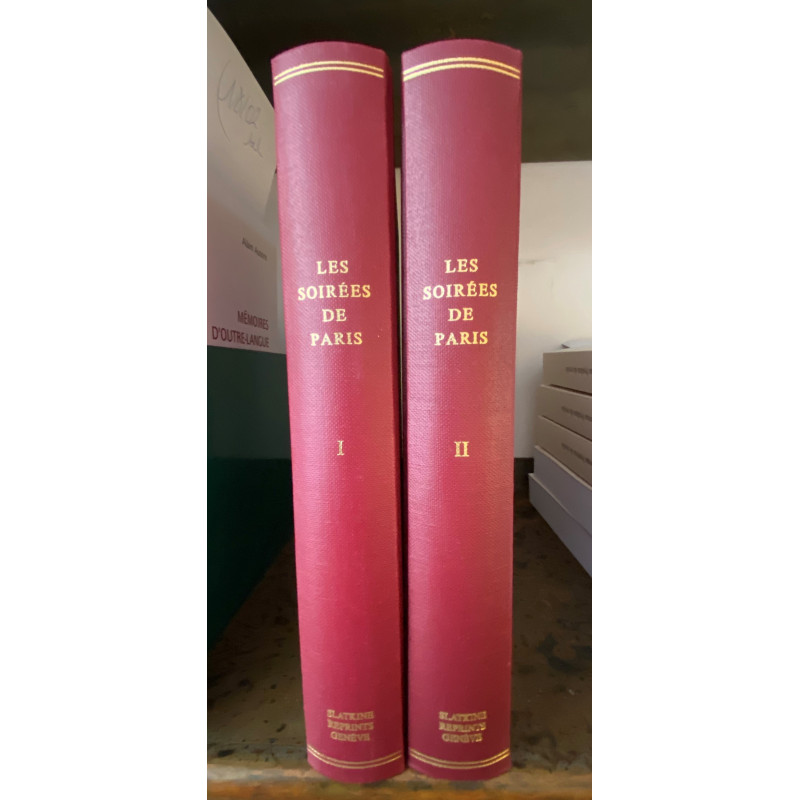 MÉMOIRES
D'OUTRE-LANGUE
LES
SOIRÉES
DE
PARIS
I
SLATKINE
REPRINTS
GENÈVE
LES
SOIRÉES
DE
PARIS
II
SLATKINE
REPRINTS
GENÈVE